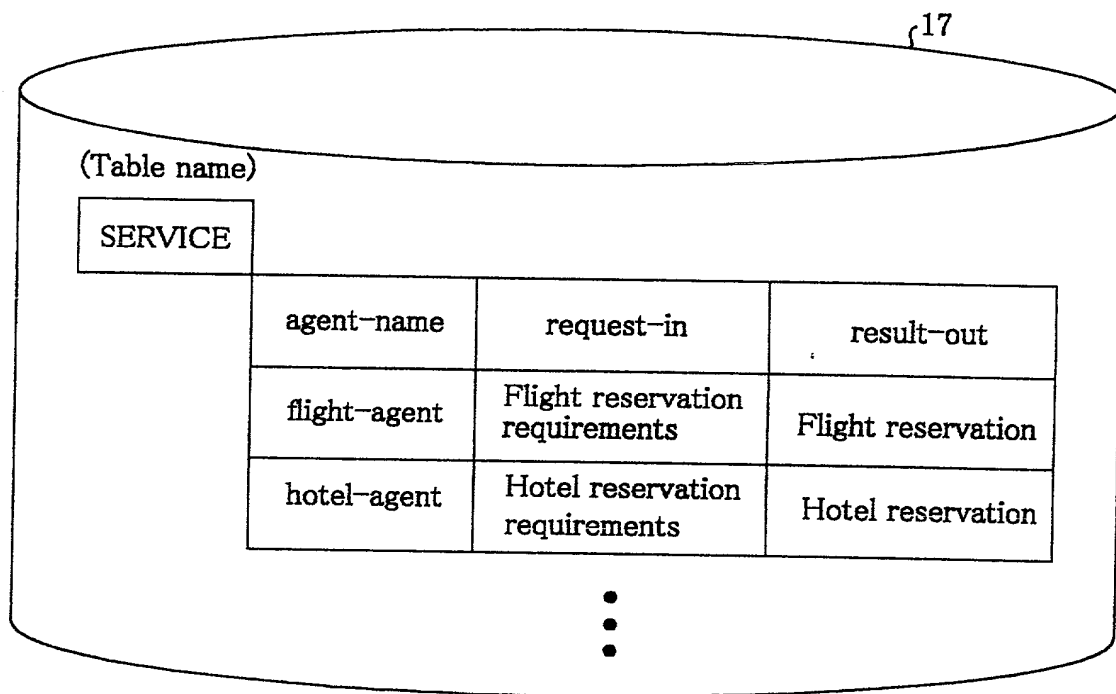 17
(Table name)
SERVICE
agent-name request-in result-out
flight-agent Flight reservation requirements Flight reservation
hotel-agent Hotel reservation requirements Hotel reservation